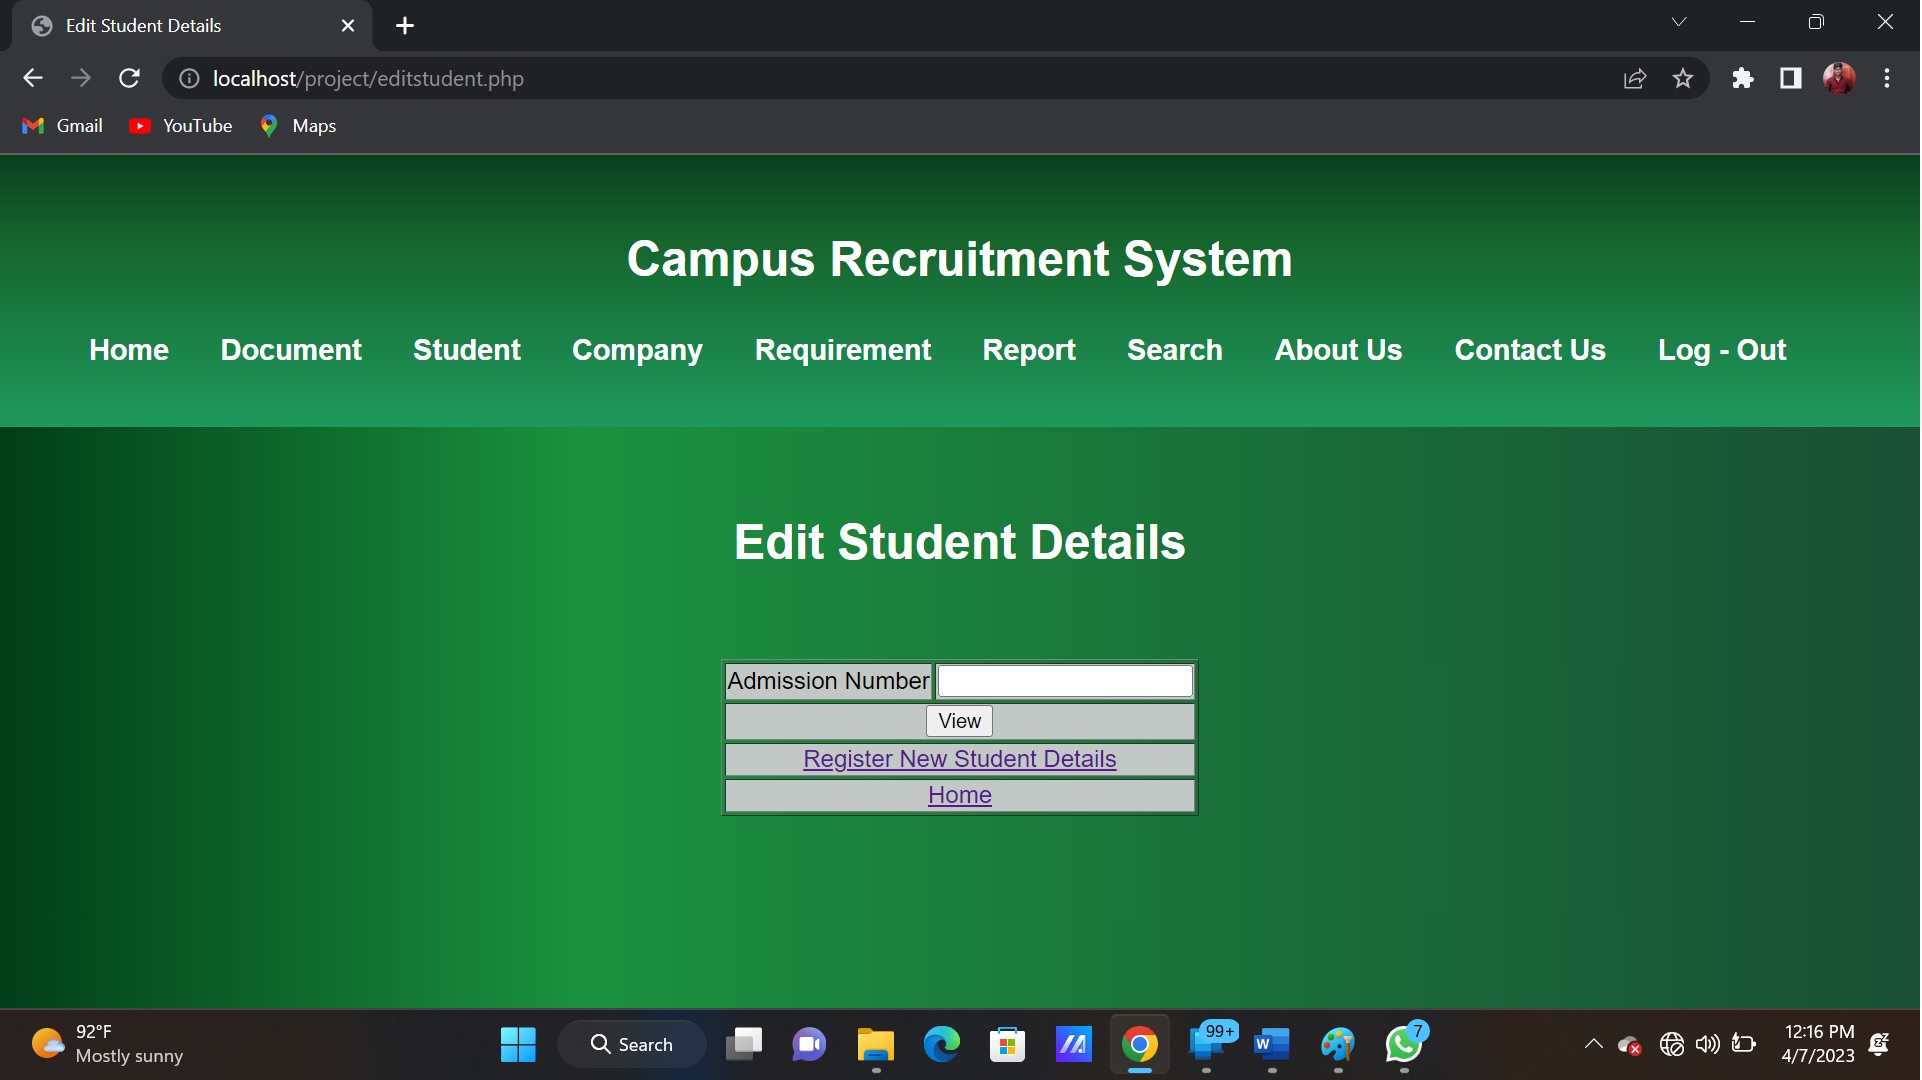 Edit Student Details
localhost/project/editstudent.php
Gmail YouTube Maps
Campus Recruitment System
Home Document Student Company Requirement Report Search About Us Contact Us Log - Out
Edit Student Details
Admission Number
View
Register New Student Details
Home
92°F
Mostly sunny
Search
99+
W
7
12:16 PM
4/7/2023